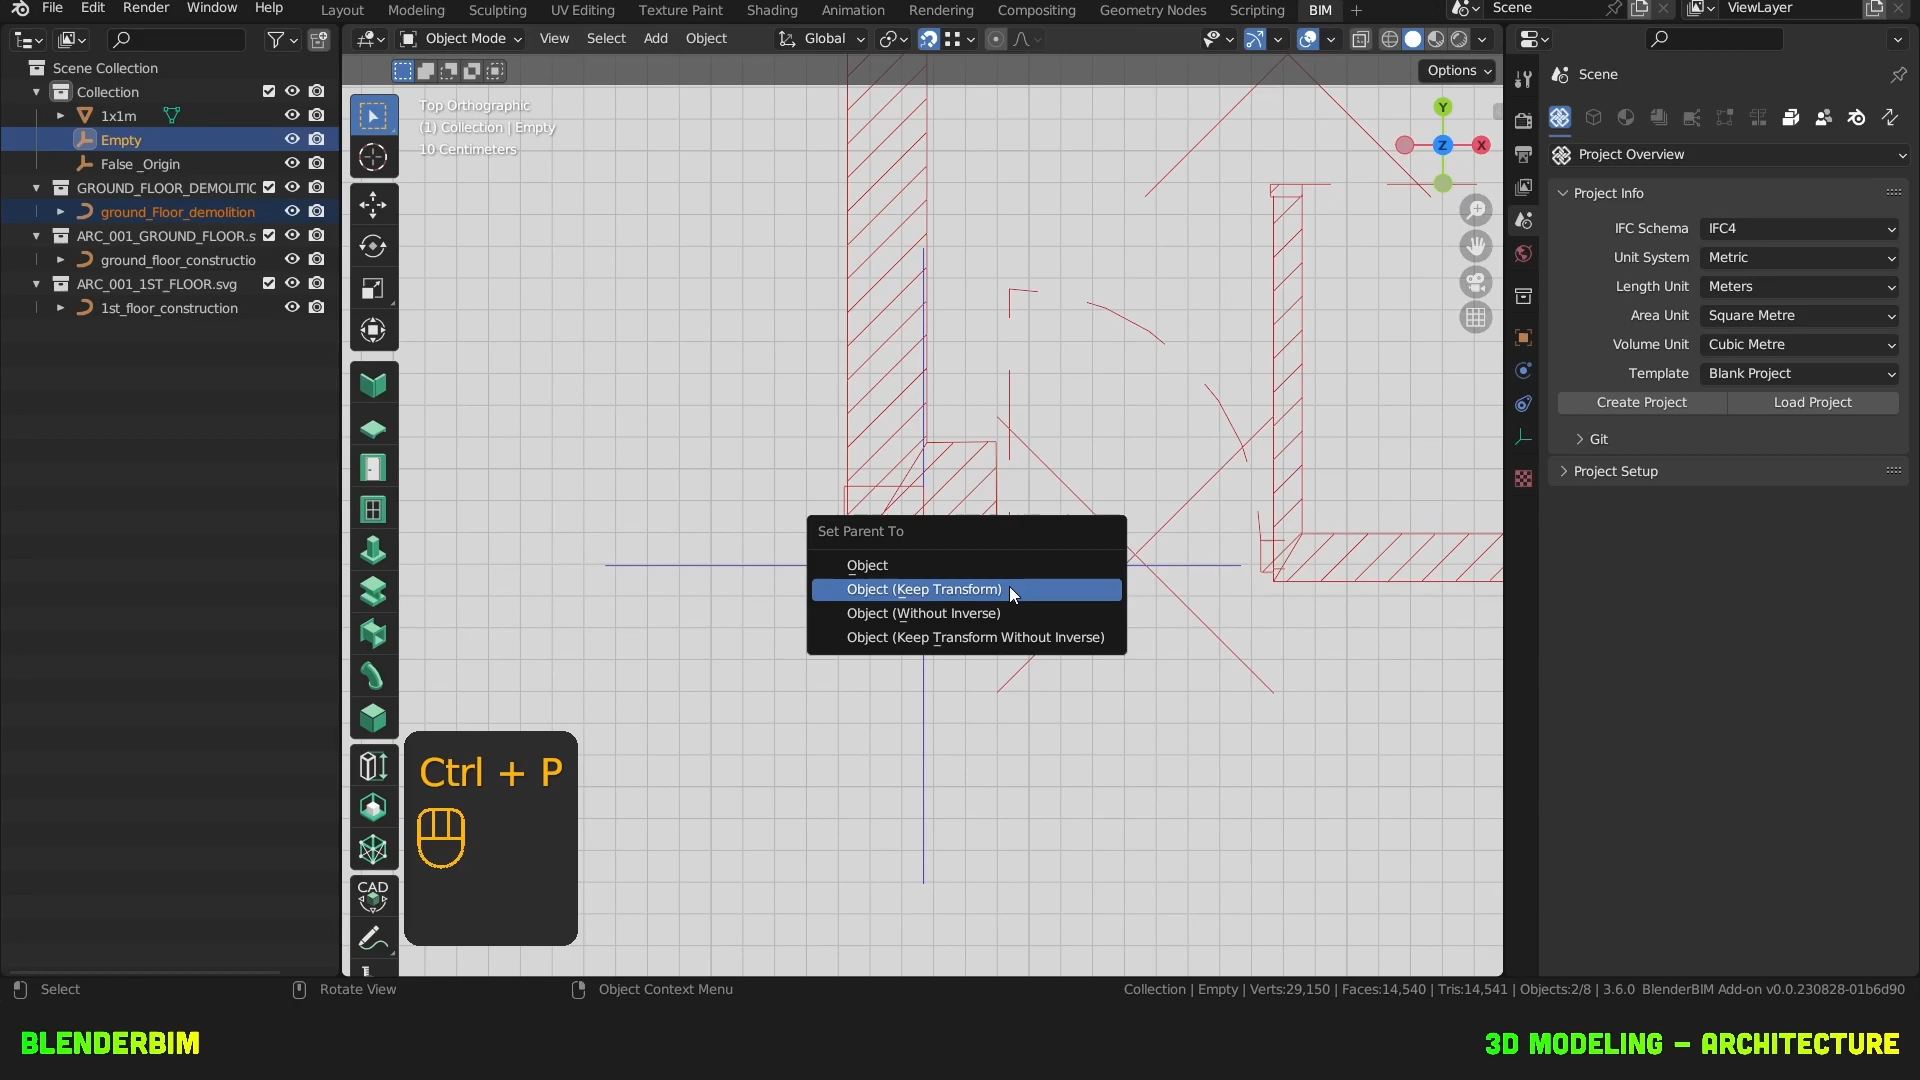 File Edit Render Window Help Layout Modeling Sculpting UV Editing Texture Paint Shading Animation Rendering Compositing Geometry Nodes Scripting BIM + Scene ViewLayer
Object Mode View Select Add Object Global
Options
Scene Collection
Collection
1x1m
Empty
False _Origin
GROUND_FLOOR_DEMOLITIC
ground_Floor_demolition
ARC_001_GROUND_FLOOR.s
ground_floor_constructio
ARC_001_1ST_FLOOR.svg
1st_floor_construction
Top Orthographic
(1) Collection | Empty
10 Centimeters
Y
Z
X
Set Parent To
Object
Object (Keep Transform)
Object (Without Inverse)
Object (Keep Transform Without Inverse)
Ctrl + P
CAD
Scene
Project Overview
Project Info
IFC Schema IFC4
Unit System Metric
Length Unit Meters
Area Unit Square Metre
Volume Unit Cubic Metre
Template Blank Project
Create Project Load Project
Git
Project Setup
Select Rotate View Object Context Menu Collection | Empty | Verts:29,150 | Faces:14,540 | Tris:14,541 | Objects:2/8 | 3.6.0 BlenderBIM Add-on v0.0.230828-01b6d90
BLENDERBIM
3D MODELING - ARCHITECTURE